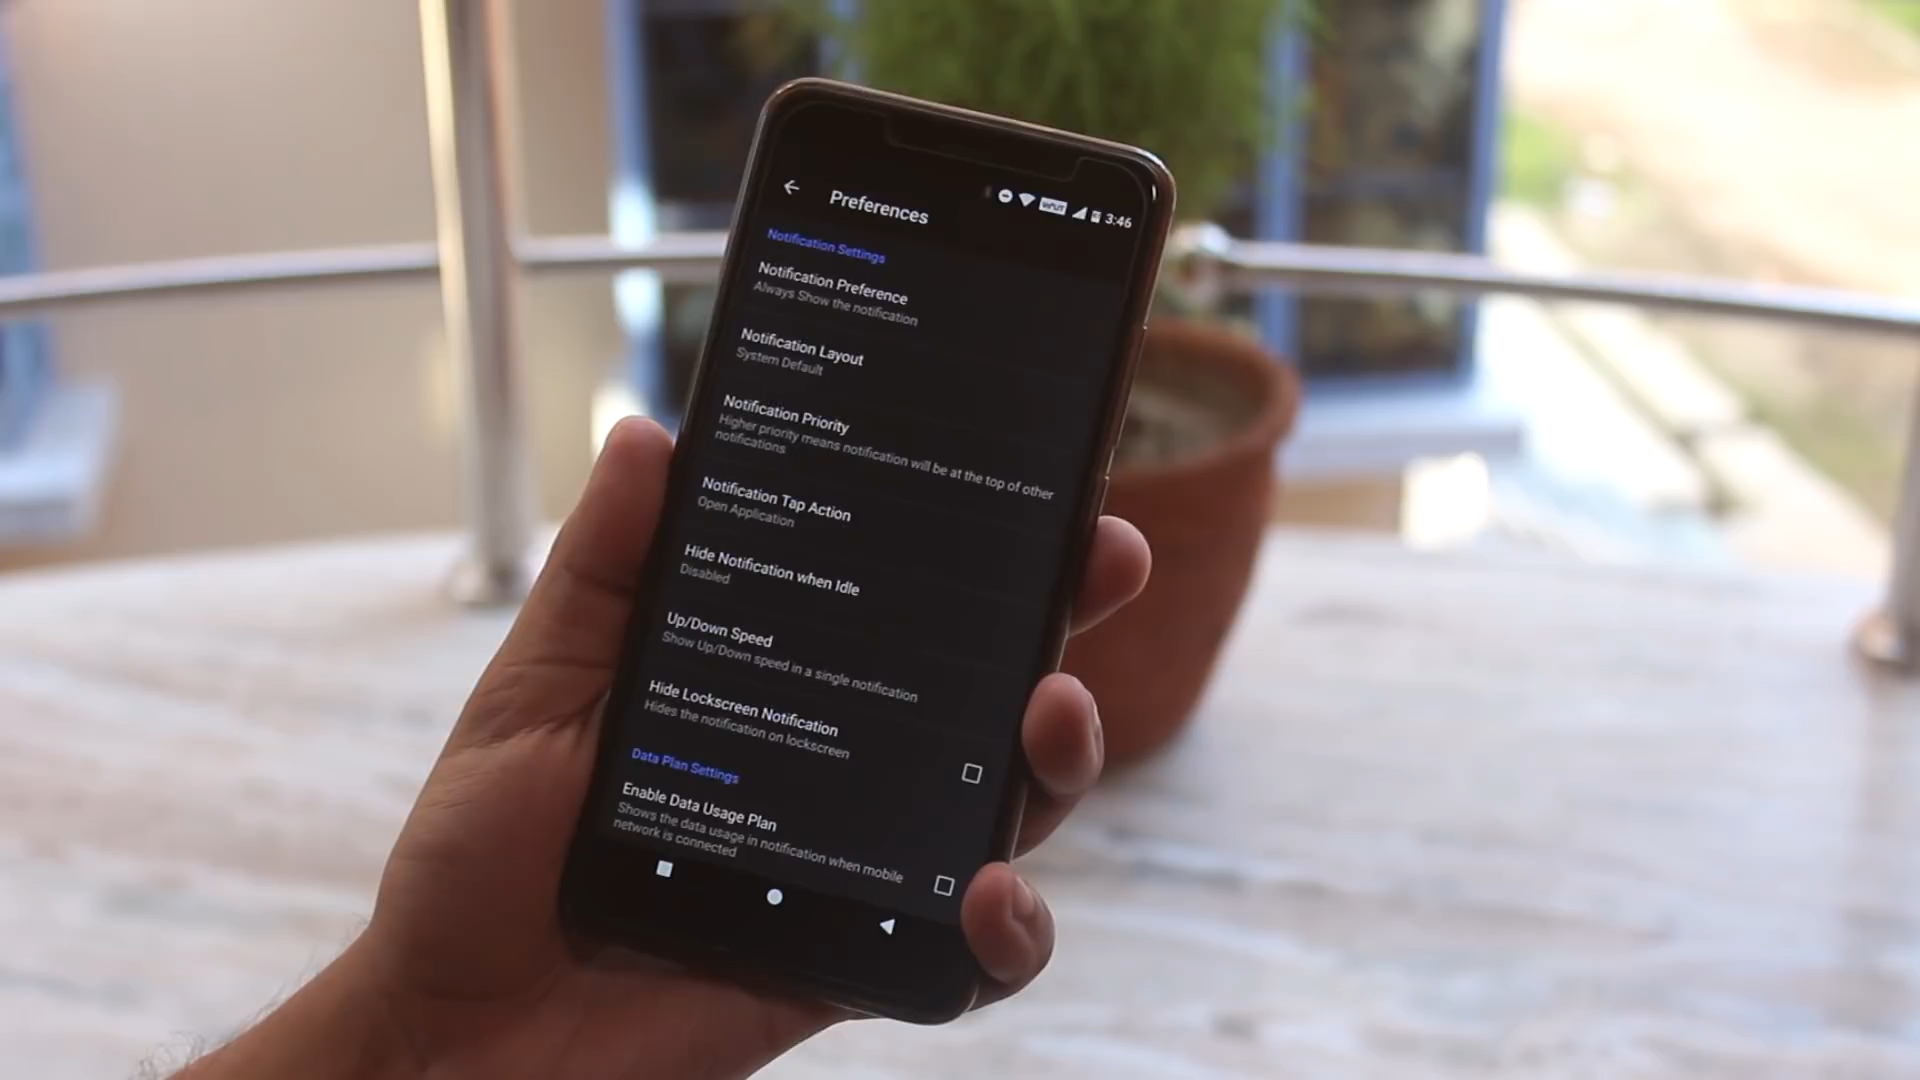 3:46
Preferences
Notification Settings
Notification Preference
Always Show the notification
Notification Layout
System Default
Notification Priority
Higher priority means notification will be at the top of other
notifications
Notification Tap Action
Open Application
Hide Notification when Idle
Disabled
Up/Down Speed
Show Up/Down speed in a single notification
Hide Lockscreen Notification
Hides the notification on lockscreen
Data Plan Settings
Enable Data Usage Plan
Shows the data usage in notification when mobile
network is connected